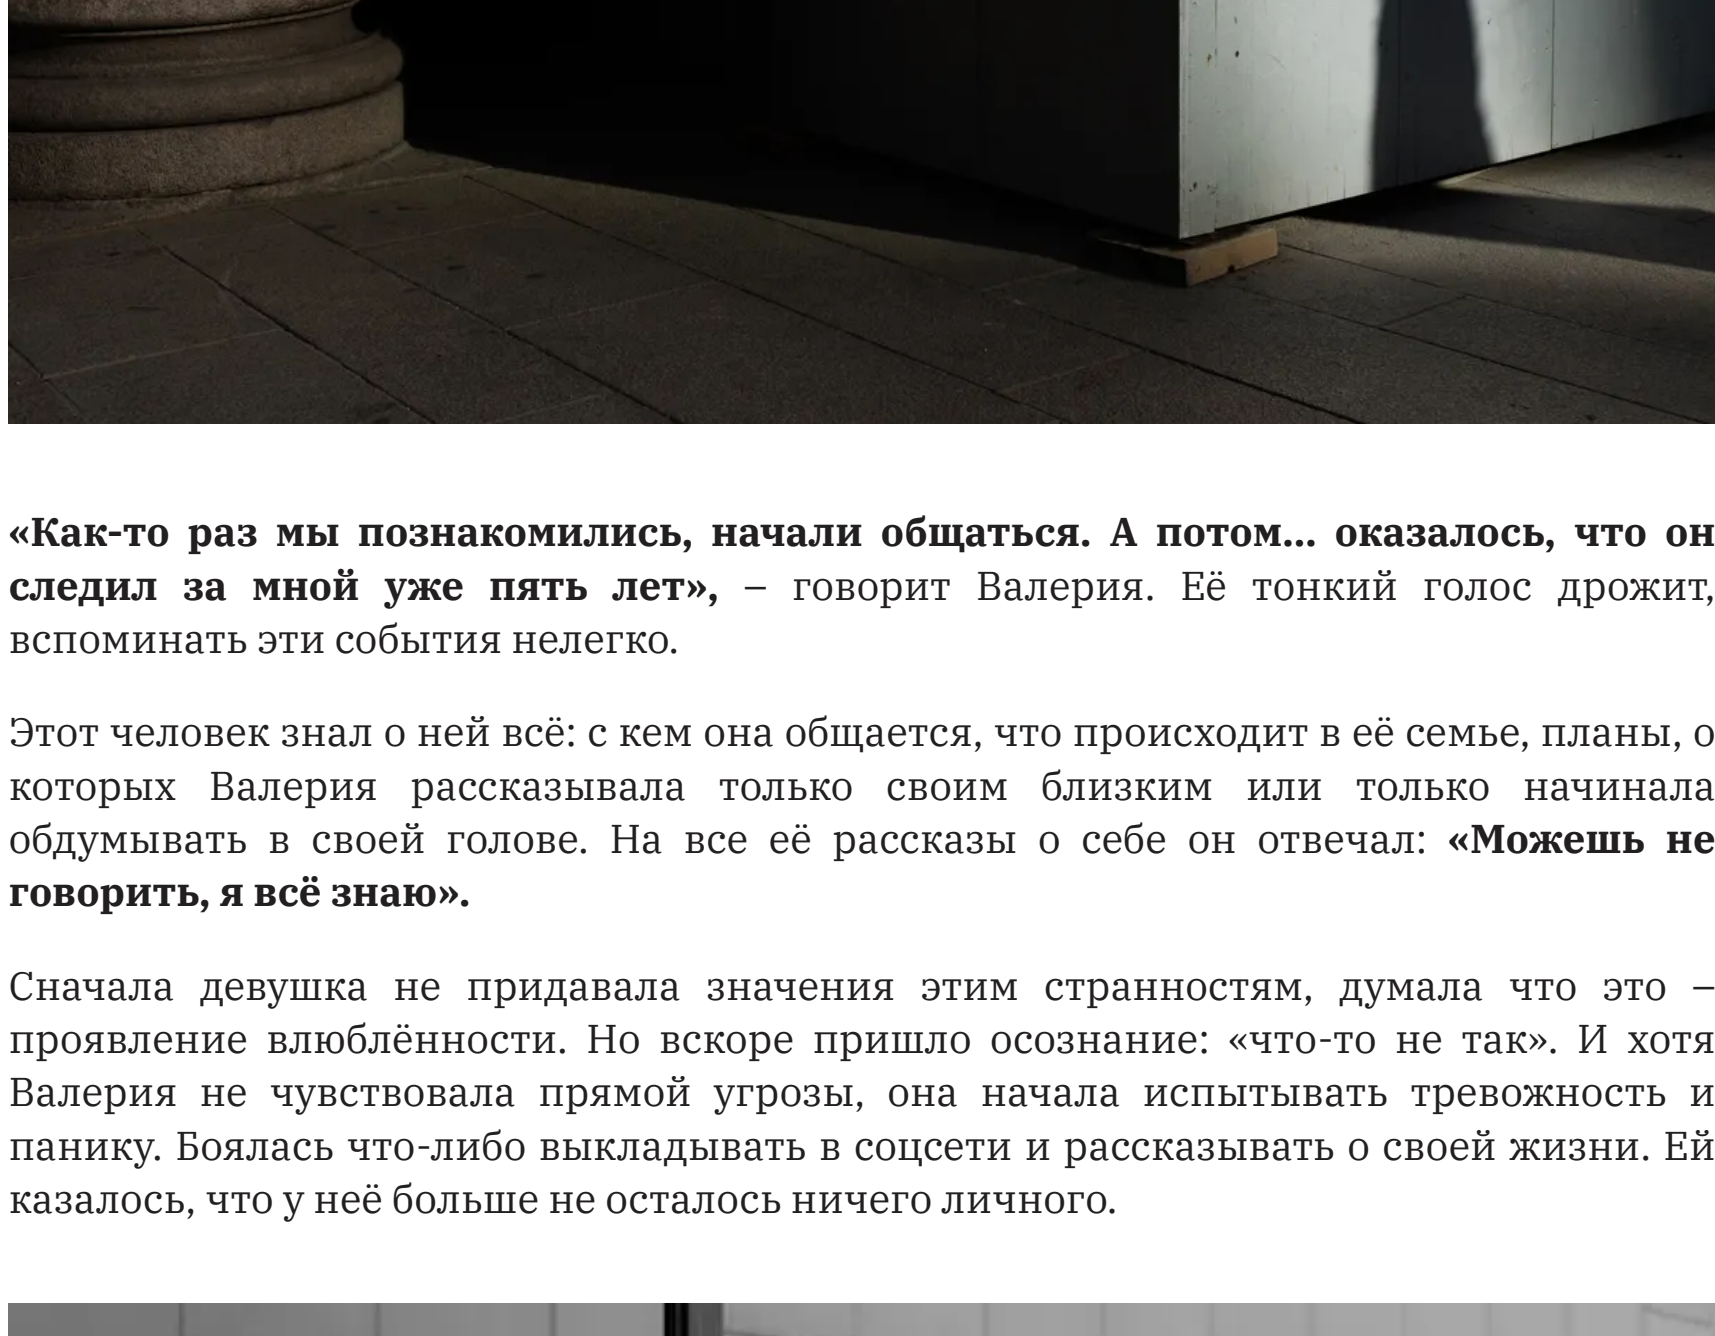 «Как-то раз мы познакомились, начали общаться. А потом... оказалось, что он
следил за мной уже пять лет», – говорит Валерия. Её тонкий голос дрожит,
вспоминать эти события нелегко.
Этот человек знал о ней всё: с кем она общается, что происходит в её семье, планы, о
которых Валерия рассказывала только своим близким или только начинала
обдумывать в своей голове. На все её рассказы о себе он отвечал: «Можешь не
говорить, я всё знаю».
Сначала девушка не придавала значения этим странностям, думала что это –
проявление влюблённости. Но вскоре пришло осознание: «что-то не так». И хотя
Валерия не чувствовала прямой угрозы, она начала испытывать тревожность и
панику. Боялась что-либо выкладывать в соцсети и рассказывать о своей жизни. Ей
казалось, что у неё больше не осталось ничего личного.